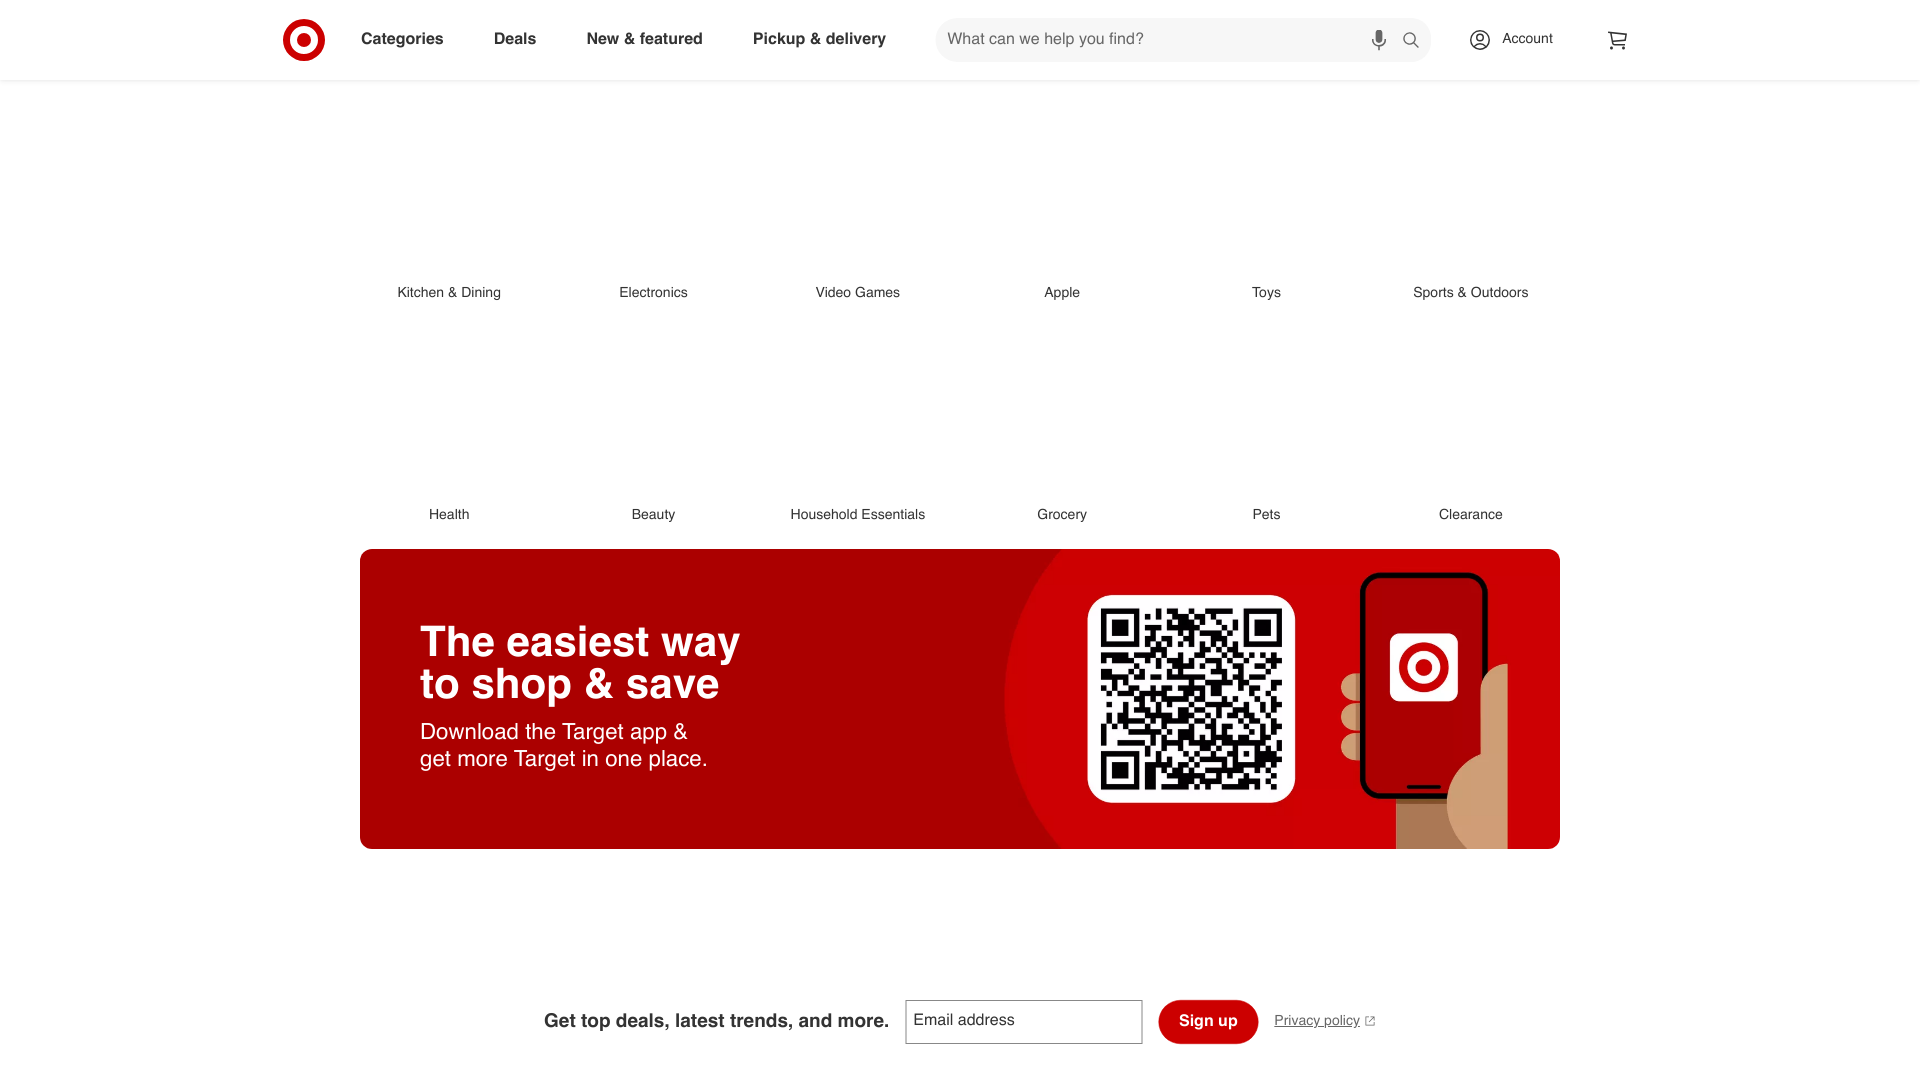 Categories
Deals
New & featured
Pickup & delivery
What can we help you find?
Account
Kitchen & Dining
Electronics
Video Games
Apple
Toys
Sports & Outdoors
Health
Beauty
Household Essentials
Grocery
Pets
Clearance
The easiest way
to shop & save
Download the Target app &
get more Target in one place.
Get top deals, latest trends, and more.
Email address
Sign up
Privacy policy